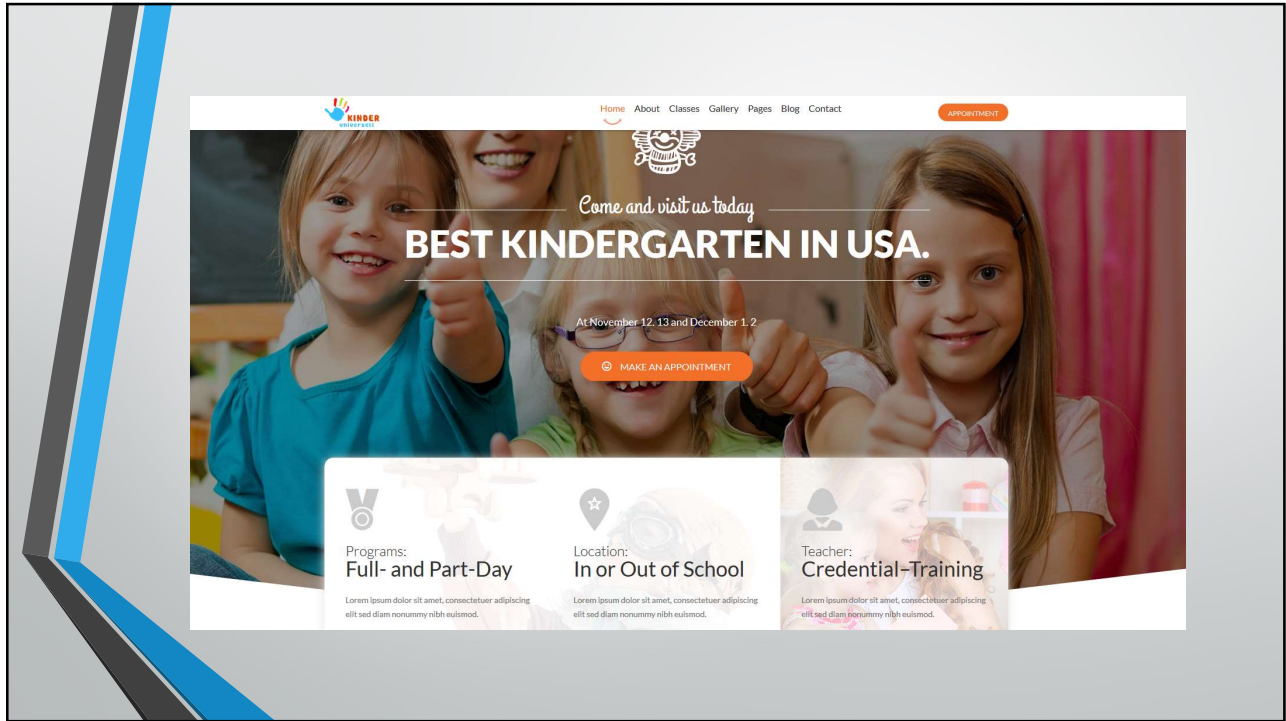 KINDER
UNIVERSITI
Home About Classes Gallery Pages Blog Contact
APPOINTMENT
Come and visit us today
BEST KINDERGARTEN IN USA.
At November 12. 13 and December 1. 2
MAKE AN APPOINTMENT
Programs:
Full- and Part-Day
Lorem ipsum dolor sit amet, consectetuer adipiscing
elit sed diam nonummy nibh euismod.
Location:
In or Out of School
Lorem ipsum dolor sit amet, consectetuer adipiscing
elit sed diam nonummy nibh euismod.
Teacher:
Credential–Training
Lorem ipsum dolor sit amet, consectetuer adipiscing
elit sed diam nonummy nibh euismod.